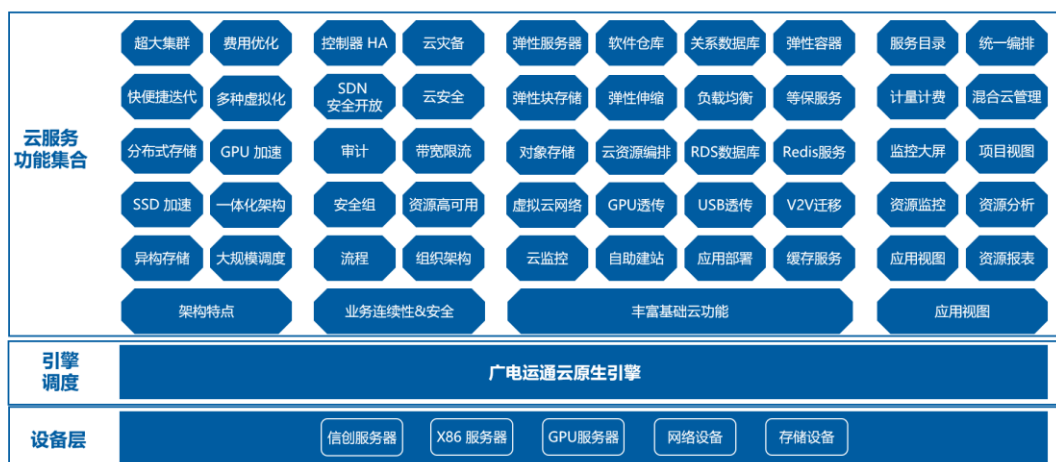 云服务
功能集合
超大集群 费用优化 控制器 HA 云灾备 弹性服务器 软件仓库 关系数据库 弹性容器 服务目录 统一编排
快便捷迭代 多种虚拟化 SDN
安全开放 云安全 弹性块存储 弹性伸缩 负载均衡 等保服务 计量计费 混合云管理
分布式存储 GPU 加速 审计 带宽限流 对象存储 云资源编排 RDS数据库 Redis服务 监控大屏 项目视图
SSD 加速 一体化架构 安全组 资源高可用 虚拟云网络 GPU透传 USB透传 V2V迁移 资源监控 资源分析
异构存储 大规模调度 流程 组织架构 云监控 自助建站 应用部署 缓存服务 应用视图 资源报表
架构特点 业务连续性&安全 丰富基础云功能 应用视图
引擎
调度
广电运通云原生引擎
设备层
信创服务器 X86 服务器 GPU服务器 网络设备 存储设备